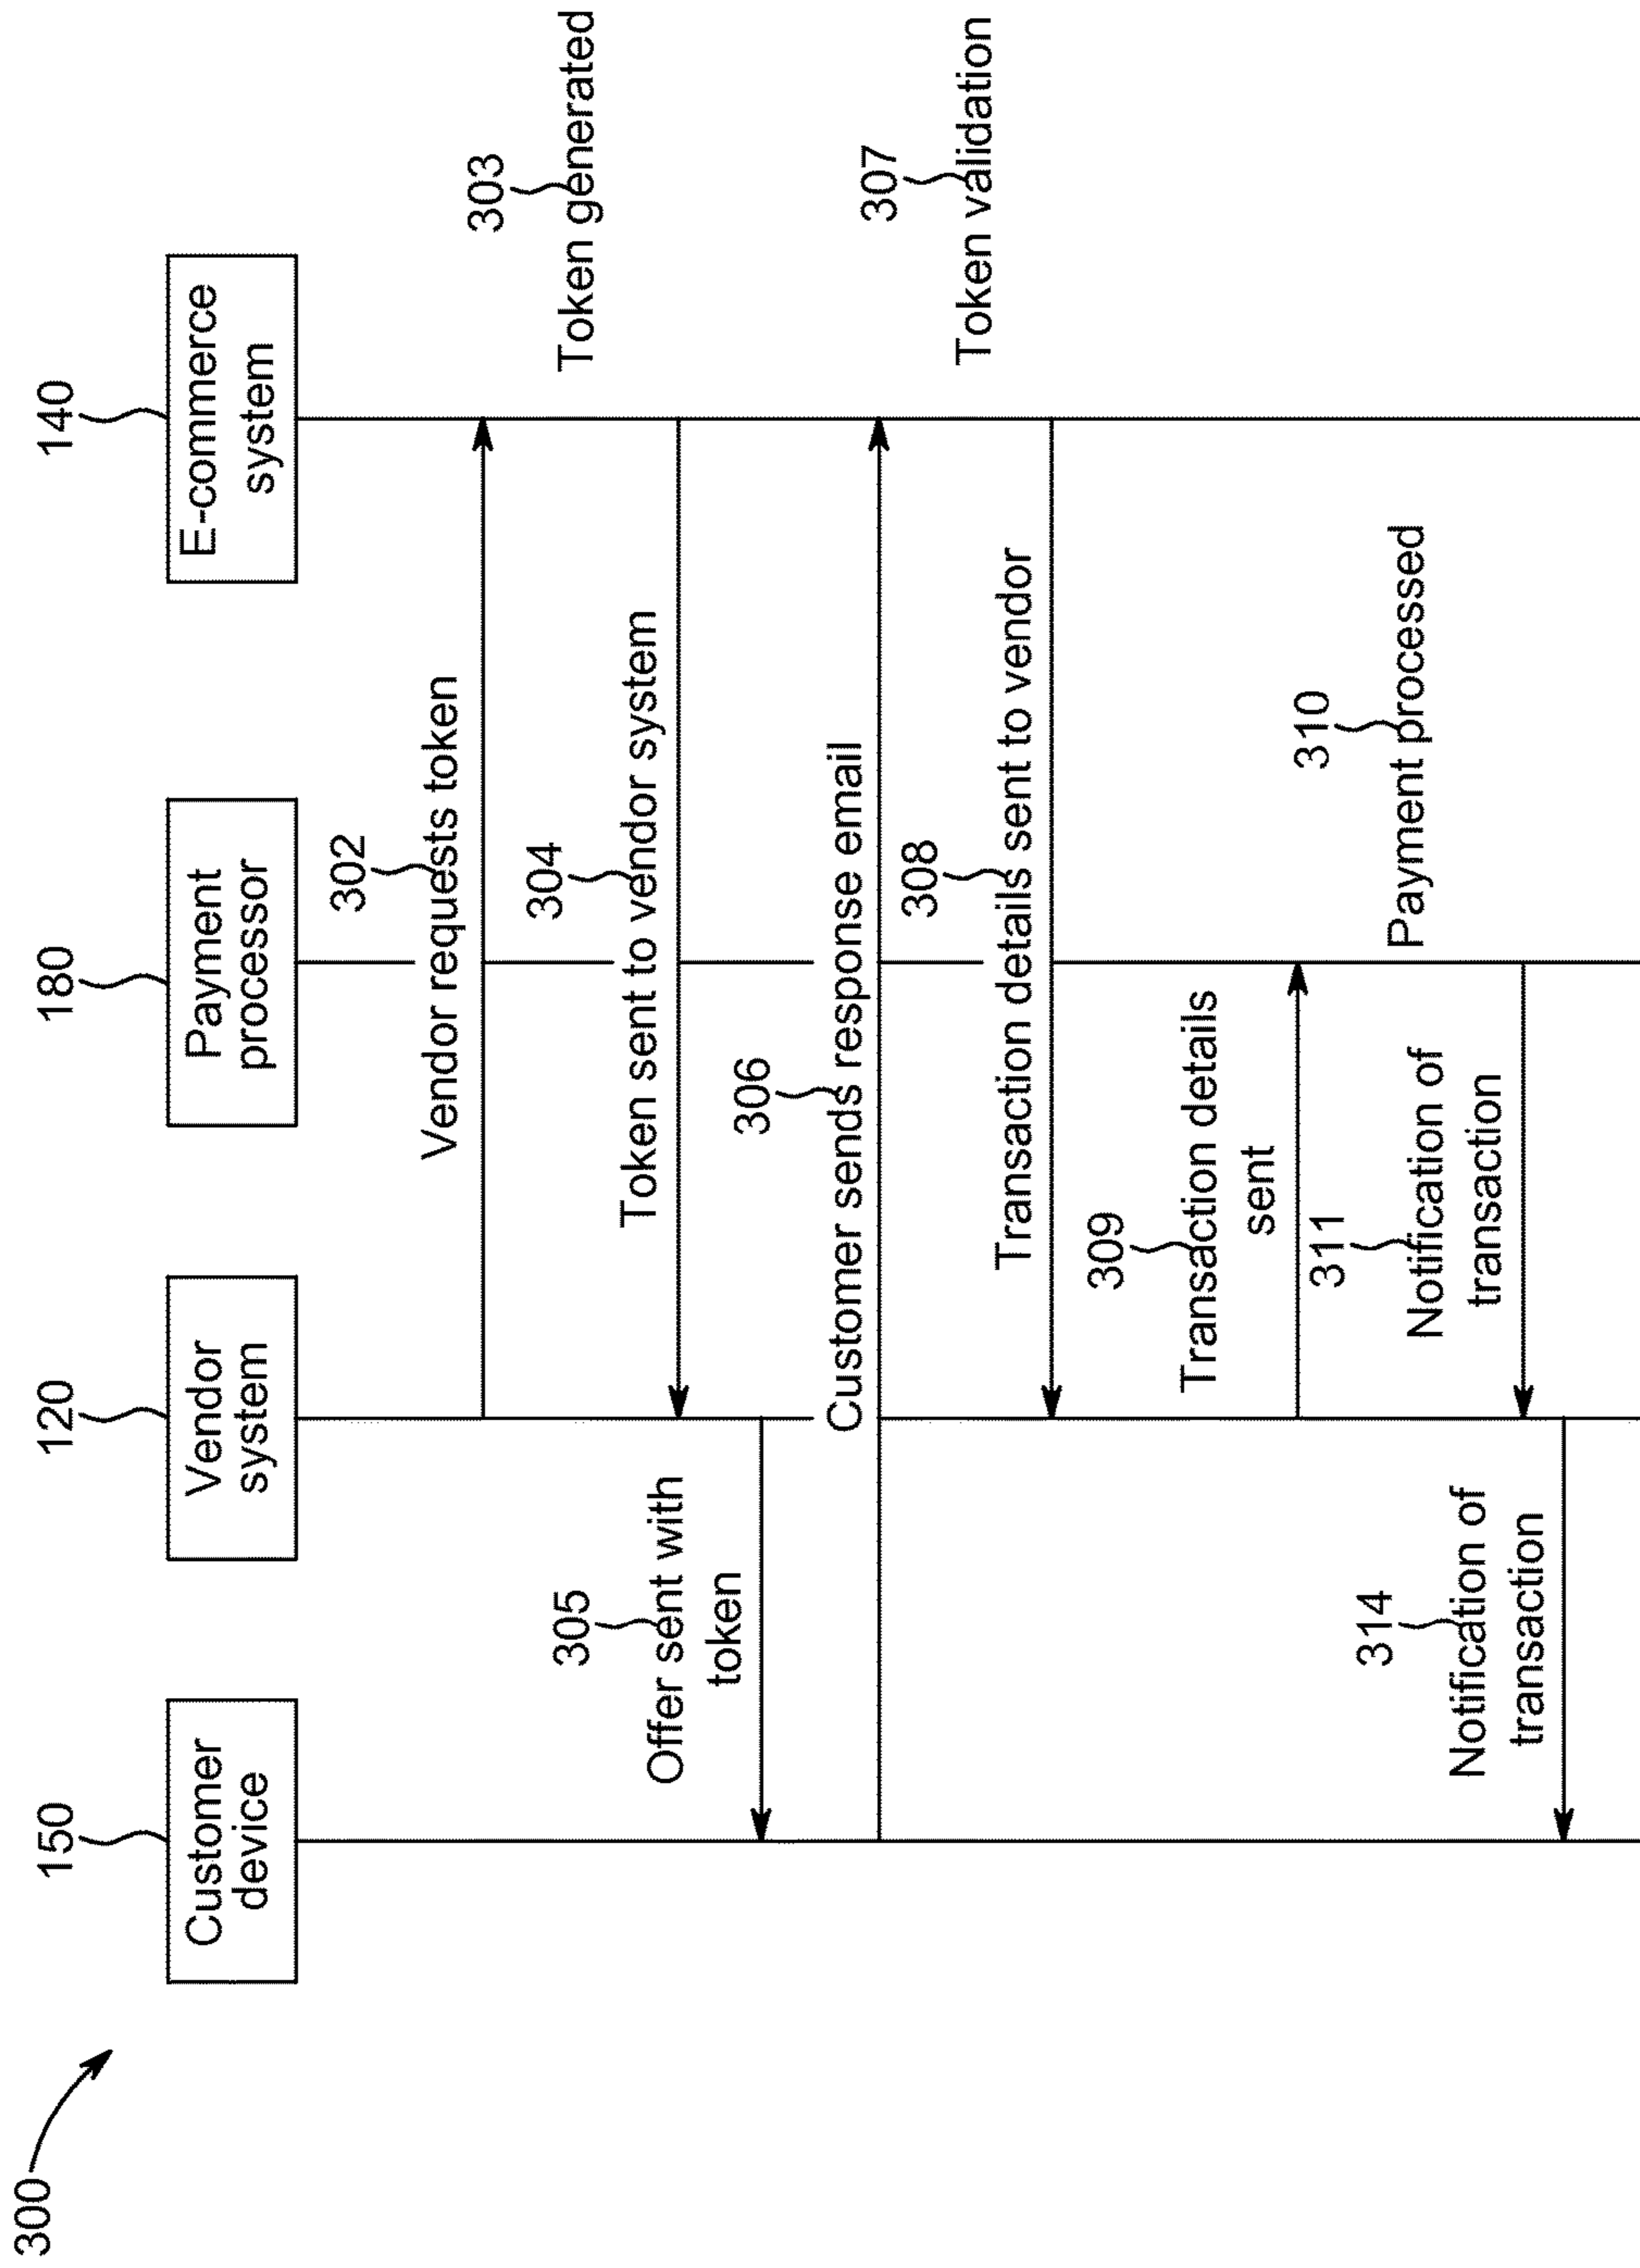 300
150
120
180
140
Customer
device
Vendor
system
Payment
processor
E-commerce
system
302
Vendor requests token
303
Token generated
304
Token sent to vendor system
305
Offer sent with
token
306
Customer sends response email
307
Token validation
308
Transaction details sent to vendor
309
Transaction details
sent
310
Payment processed
311
Notification of
transaction
314
Notification of
transaction